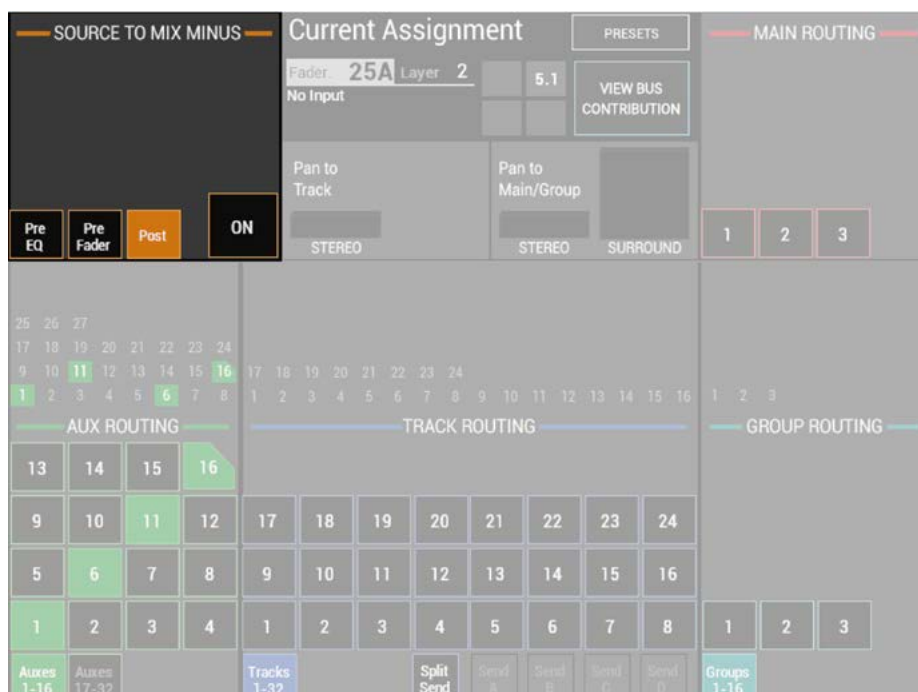 SOURCE TO MIX MINUS
Pre EQ
Pre Fader
Post
ON
Current Assignment
PRESETS
Fader. 25A Layer 2
No Input
5.1
VIEW BUS
CONTRIBUTION
Pan to
Track
STEREO
Pan to
Main/Group
STEREO SURROUND
MAIN ROUTING
1 2 3
25 26 27
17 18 19 20 21 22 23 24
9 10 11 12 13 14 15 16
1 2 3 4 5 6 7 8
AUX ROUTING
13 14 15 16
9 10 11 12
5 6 7 8
1 2 3 4
Auxes 1-16
Auxes 17-32
17 18 19 20 21 22 23 24
1 2 3 4 5 6 7 8 9 10 11 12 13 14 15 16
TRACK ROUTING
17 18 19 20 21 22 23 24
9 10 11 12 13 14 15 16
1 2 3 4 5 6 7 8
Tracks 1-32
Split Send
Send A
Send B
Send C
Send D
1 2 3
GROUP ROUTING
1 2 3
Groups 1-16